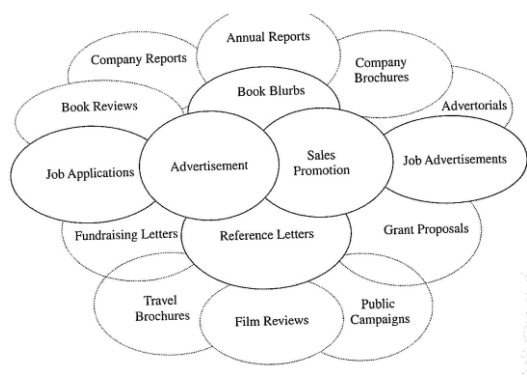 Annual Reports
Company Reports
Company
Brochures
Book Reviews
Book Blurbs
Advertorials
Job Applications
Advertisement
Sales
Promotion
Job Advertisements
Fundraising Letters
Reference Letters
Grant Proposals
Travel
Brochures
Film Reviews
Public
Campaigns